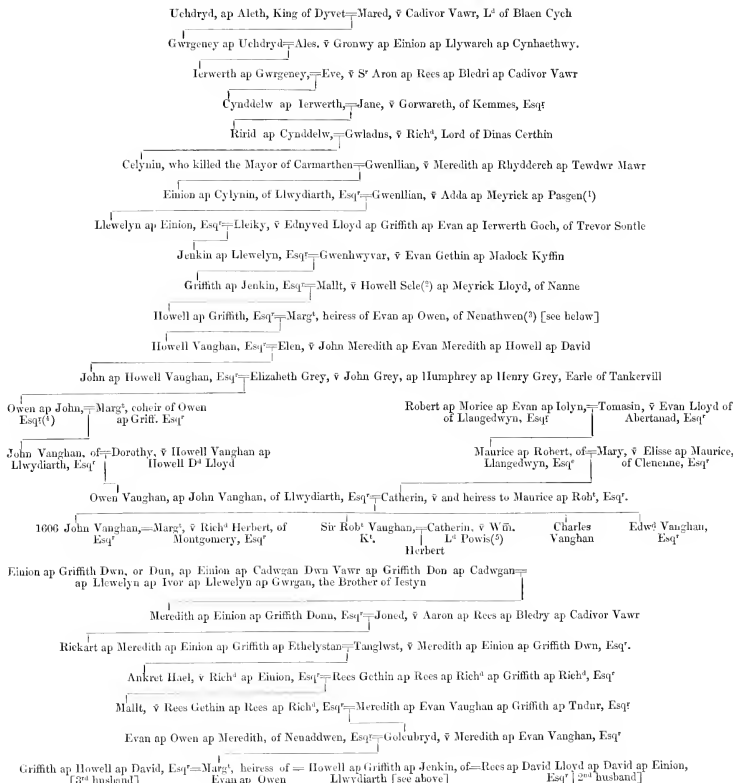 Uchdryd, ap Aleth, King of Dyvet=Mared, v̄ Cadivor Vawr, Lᵈ of Blaen Cych
Gwrgeney ap Uchdryd=Ales, v̄ Gronwy ap Einion ap Llywarch ap Cynhaethwy.
Ierwerth ap Gwrgeney,=Eve, v̄ Sʳ Aron ap Rees ap Bledri ap Cadivor Vawr
Cynddelw ap Ierwerth,=Jane, v̄ Gorwareth, of Kemmes, Esqʳ
Ririd ap Cynddelw,=Gwladns, v̄ Richᵈ, Lord of Dinas Certhin
Celynin, who killed the Mayor of Carmarthen=Gwenllian, v̄ Meredith ap Rhydderch ap Tewdwr Mawr
Einion ap Cylynin, of Llwydiarth, Esqʳ=Gwenllian, v̄ Adda ap Meyrick ap Pasgen(¹)
Llewelyn ap Einion, Esqʳ=Lleiky, v̄ Ednyved Lloyd ap Griffith ap Evan ap Ierwerth Goch, of Trevor Sontle
Jenkin ap Llewelyn, Esqʳ=Gwenhwyvar, v̄ Evan Gethin ap Madock Kyffin
Griffith ap Jenkin, Esqʳ=Mallt, v̄ Howell Sele(²) ap Meyrick Lloyd, of Nanne
Howell ap Griffith, Esqʳ=Margᵗ, heiress of Evan ap Owen, of Nenathwen(³) [see below]
Howell Vaughan, Esqʳ=Elen, v̄ John Meredith ap Evan Meredith ap Howell ap David
John ap Howell Vaughan, Esqʳ=Elizabeth Grey, v̄ John Grey, ap Humphrey ap Henry Grey, Earle of Tankervill
Owen ap John,=Margᵗ, coheir of Owen Robert ap Morice ap Evan ap Iolyn,=Tomasin, v̄ Evan Lloyd of
Esqʳ(⁴) ap Griff. Esqʳ of Llangedwyn, Esqʳ Abertanad, Esqʳ
John Vaughan, of=Dorothy, v̄ Howell Vaughan ap Maurice ap Robert, of=Mary, v̄ Elisse ap Maurice,
Llwydiarth, Esqʳ Howell Dᵈ Lloyd Llangedwyn, Esqʳ of Clenenne, Esqʳ
Owen Vaughan, ap John Vaughan, of Llwydiarth, Esqʳ=Catherin, v̄ and heiress to Maurice ap Robᵗ, Esqʳ.
1606 John Vaughan,=Margᵗ, v̄ Richᵈ Herbert, of Sir Robᵗ Vaughan,=Catherin, v̄ Wm̄. Charles Edwᵈ Vaughan,
Esqʳ Montgomery, Esqʳ Kᵗ. Lᵈ Powis(⁵) Vaughan Esqʳ
Herbert
Einion ap Griffith Dwn, or Dun, ap Einion ap Cadwgan Dwn Vawr ap Griffith Don ap Cadwgan=
ap Llewelyn ap Ivor ap Llewelyn ap Gwrgan, the Brother of Iestyn
Meredith ap Einion ap Griffith Donn, Esqʳ=Joned, v̄ Aaron ap Rees ap Bledry ap Cadivor Vawr
Rickart ap Meredith ap Einion ap Griffith ap Ethelystan=Tanglwst, v̄ Meredith ap Einion ap Griffith Dwn, Esqʳ.
Ankret Hael, v̄ Richᵈ ap Einion, Esqʳ=Rees Gethin ap Rees ap Richᵈ ap Griffith ap Richᵈ, Esqʳ
Mallt, v̄ Rees Gethin ap Rees ap Richᵈ, Esqʳ=Meredith ap Evan Vaughan ap Griffith ap Tndnr, Esqʳ
Evan ap Owen ap Meredith, of Nenaddwen, Esqʳ=Goleubryd, v̄ Meredith ap Evan Vaughan, Esqʳ
Griffith ap Howell ap David, Esqʳ=Margᵗ, heiress of = Howell ap Griffith ap Jenkin, of=Rees ap David Lloyd ap David ap Einion,
[3ʳᵈ husband] Evan ap Owen Llwydiarth [see above] Esqʳ [2ⁿᵈ husband]